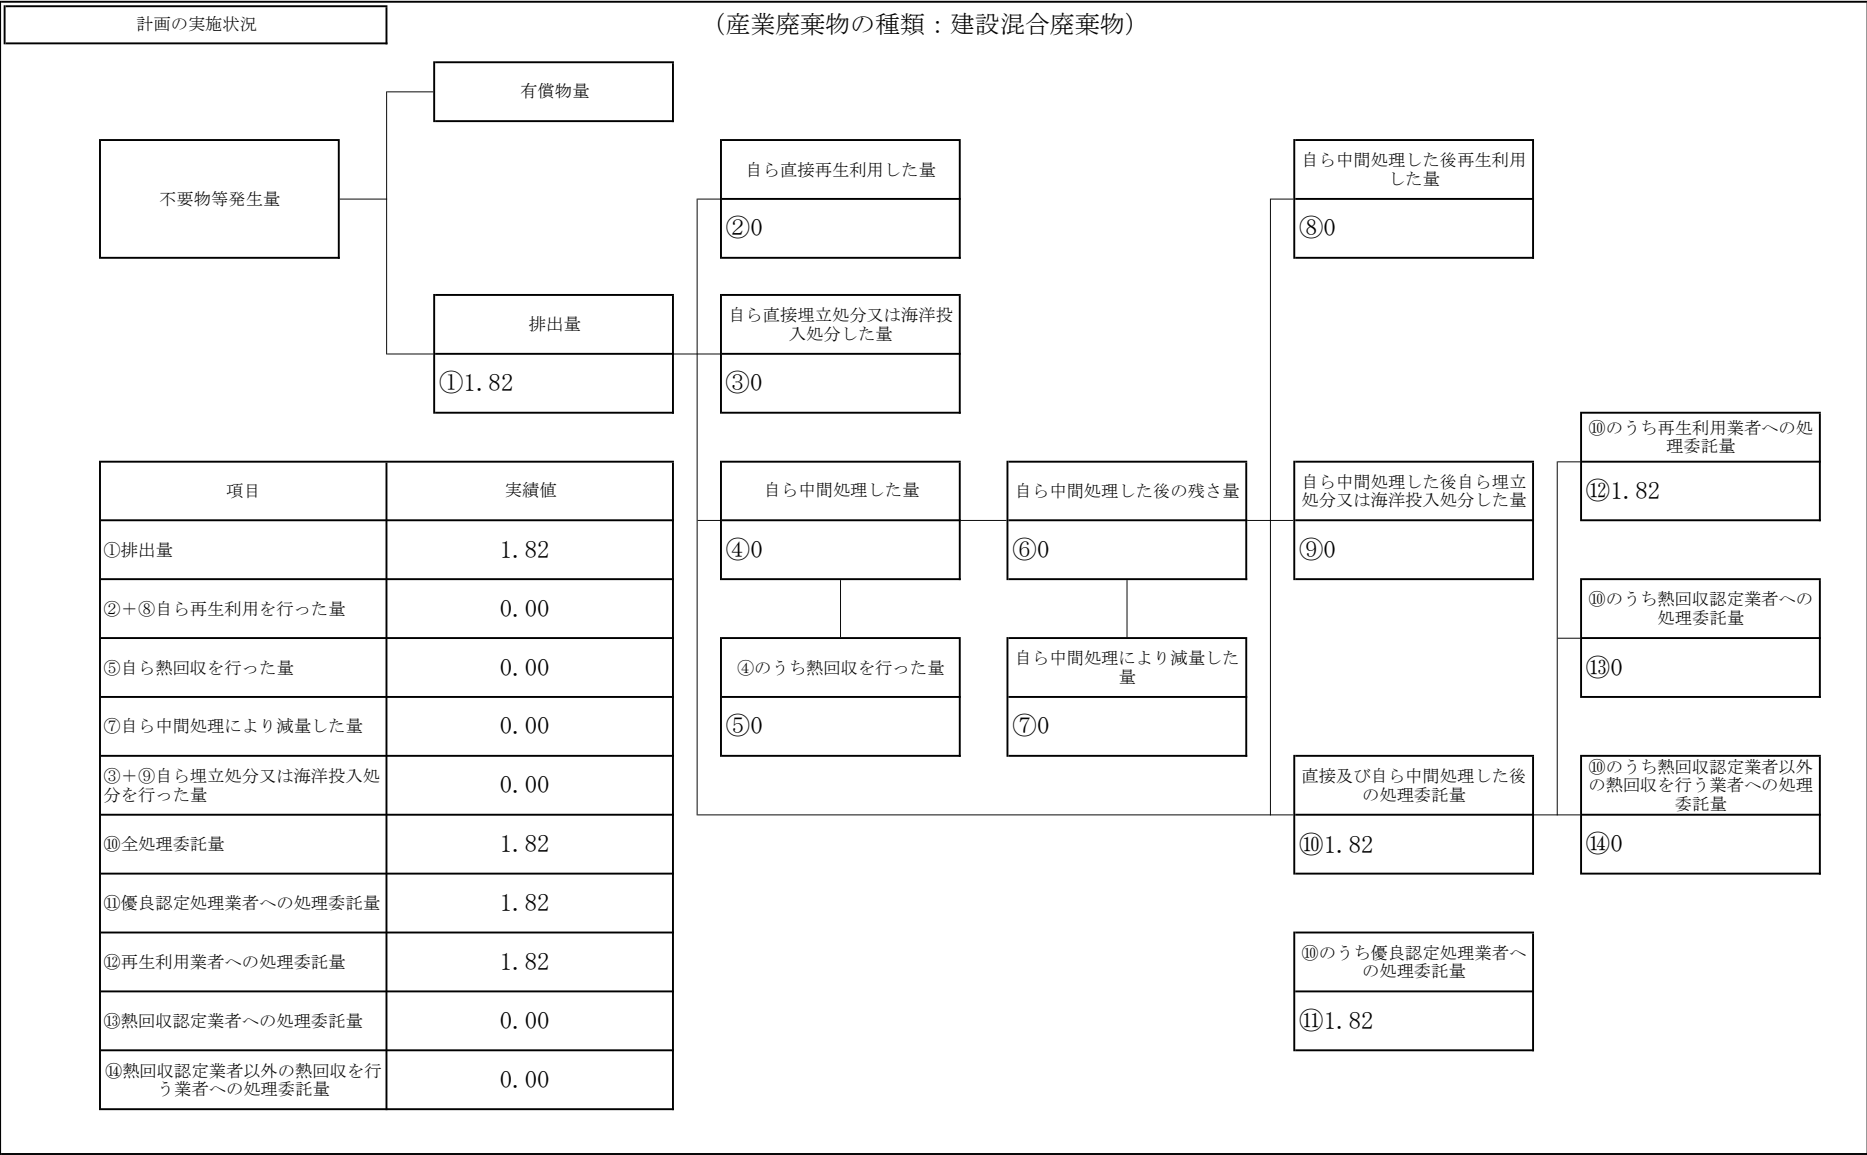 計画の実施状況
（産業廃棄物の種類：建設混合廃棄物）
有償物量
不要物等発生量
排出量
①1.82
自ら直接再生利用した量
②0
自ら直接埋立処分又は海洋投
入処分した量
③0
自ら中間処理した後再生利用
した量
⑧0
自ら中間処理した量
④0
自ら中間処理した後の残さ量
⑥0
自ら中間処理した後自ら埋立
処分又は海洋投入処分した量
⑨0
⑩のうち再生利用業者への処
理委託量
⑫1.82
④のうち熱回収を行った量
⑤0
自ら中間処理により減量した
量
⑦0
⑩のうち熱回収認定業者への
処理委託量
⑬0
直接及び自ら中間処理した後
の処理委託量
⑩1.82
⑩のうち熱回収認定業者以外
の熱回収を行う業者への処理
委託量
⑭0
⑩のうち優良認定処理業者へ
の処理委託量
⑪1.82
項目 実績値
①排出量 1.82
②＋⑧自ら再生利用を行った量 0.00
⑤自ら熱回収を行った量 0.00
⑦自ら中間処理により減量した量 0.00
③＋⑨自ら埋立処分又は海洋投入処
分を行った量 0.00
⑩全処理委託量 1.82
⑪優良認定処理業者への処理委託量 1.82
⑫再生利用業者への処理委託量 1.82
⑬熱回収認定業者への処理委託量 0.00
⑭熱回収認定業者以外の熱回収を行
う業者への処理委託量 0.00